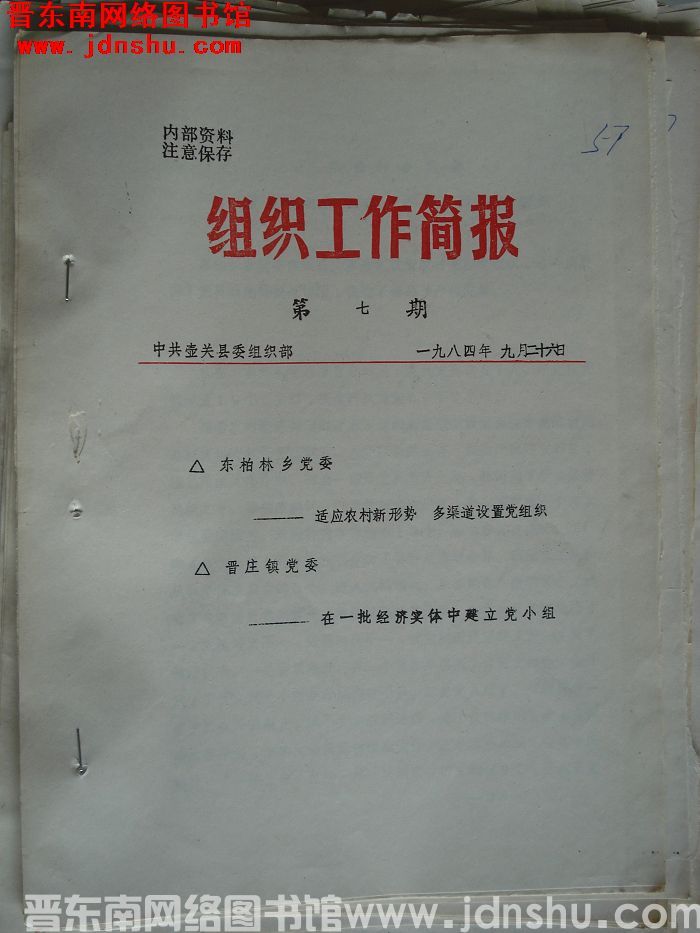 晋东南网络图书馆
www.jdnshu.com
内部资料
注意保存
57
组织工作简报
第七期
中共壶关县委组织部 一九八四年九月二十六日
△ 东柏林乡党委
—— 适应农村新形势 多渠道设置党组织
△ 晋庄镇党委
—— 在一批经济实体中建立党小组
晋东南网络图书馆www.jdnshu.com